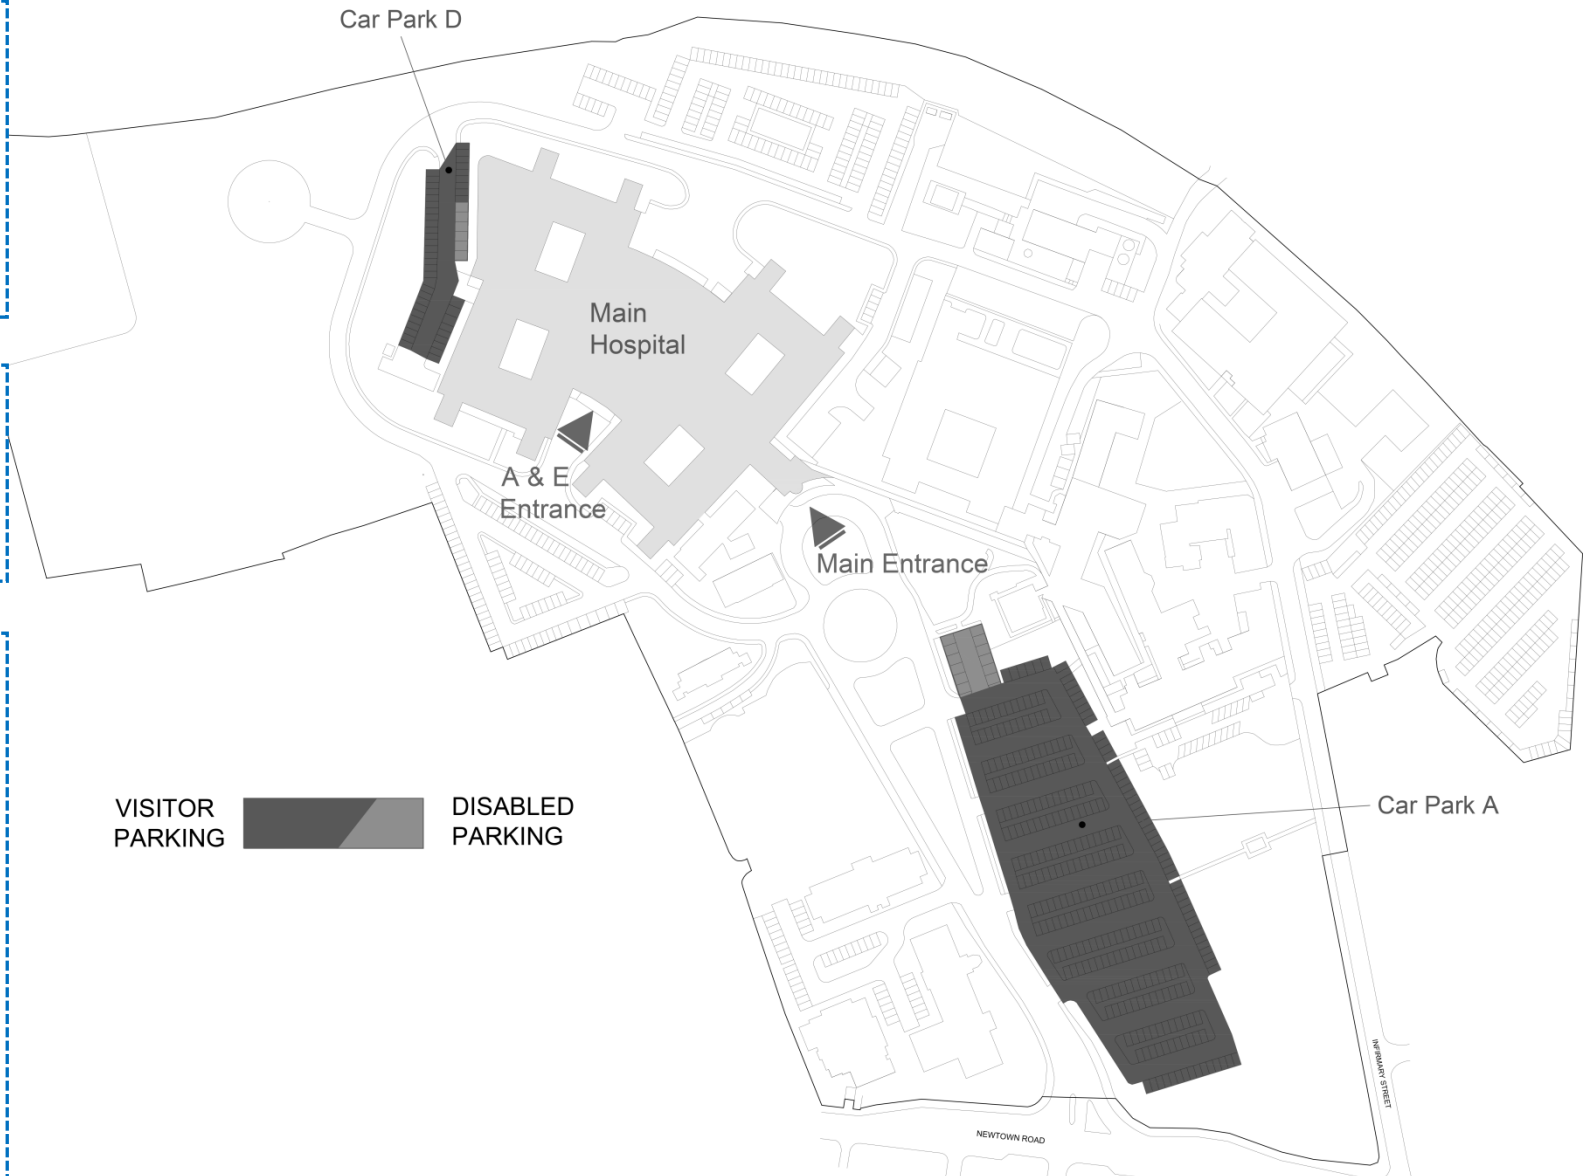 Car Park D
Main
Hospital
A & E
Entrance
Main Entrance
VISITOR
PARKING
DISABLED
PARKING
Car Park A
INFIRMARY STREET
NEWTOWN ROAD